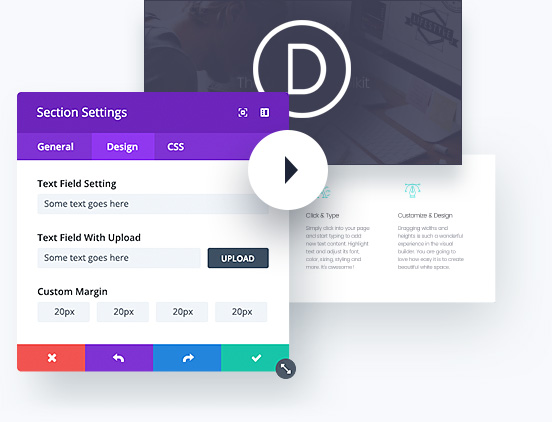 D
Th
kit
Section Settings
General
Design
CSS
Text Field Setting
Some text goes here
Text Field With Upload
Some text goes here
UPLOAD
Custom Margin
20px
20px
20px
20px
Click & Type
Simply click into your page
and start typing to add
new text content. Highlight
text and adjust its font
color, sizing, styling and
more. It's awesome!
Customize & Design
Dragging widths and
heights is such a wonderful
experience in the visual
builder. You are going to
love how easy it is to create
beautiful white space.